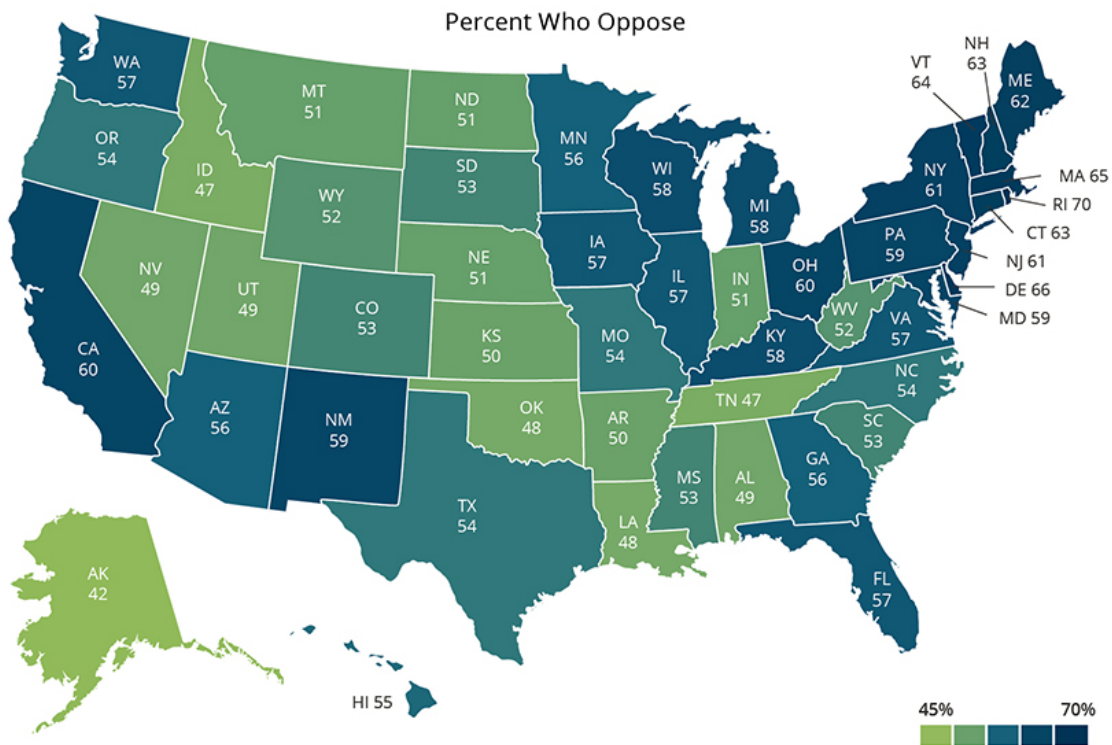 Percent Who Oppose
WA
57
OR
54
CA
60
ID
47
NV
49
MT
51
WY
52
UT
49
AZ
56
CO
53
NM
59
ND
51
SD
53
NE
51
KS
50
OK
48
TX
54
MN
56
IA
57
MO
54
AR
50
LA
48
WI
58
IL
57
MS
53
MI
58
IN
51
OH
60
KY
58
TN 47
AL
49
GA
56
FL
57
SC
53
NC
54
VA
57
WV
52
PA
59
NY
61
VT
64
NH
63
ME
62
MA 65
RI 70
CT 63
NJ 61
DE 66
MD 59
AK
42
HI 55
45% 70%